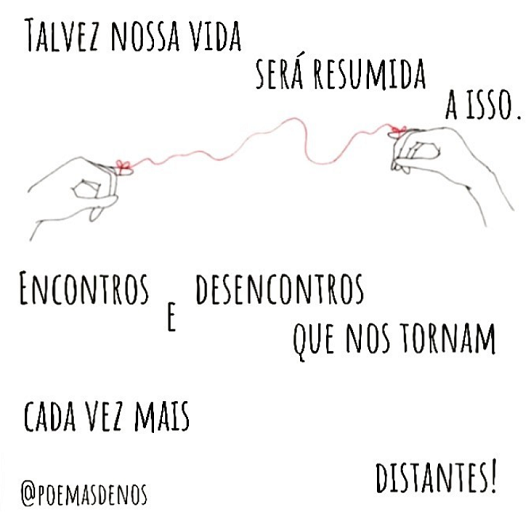 Talvez nossa vida
será resumida
a isso.
Encontros e desencontros
que nos tornam
cada vez mais
distantes!
@poemasdenos